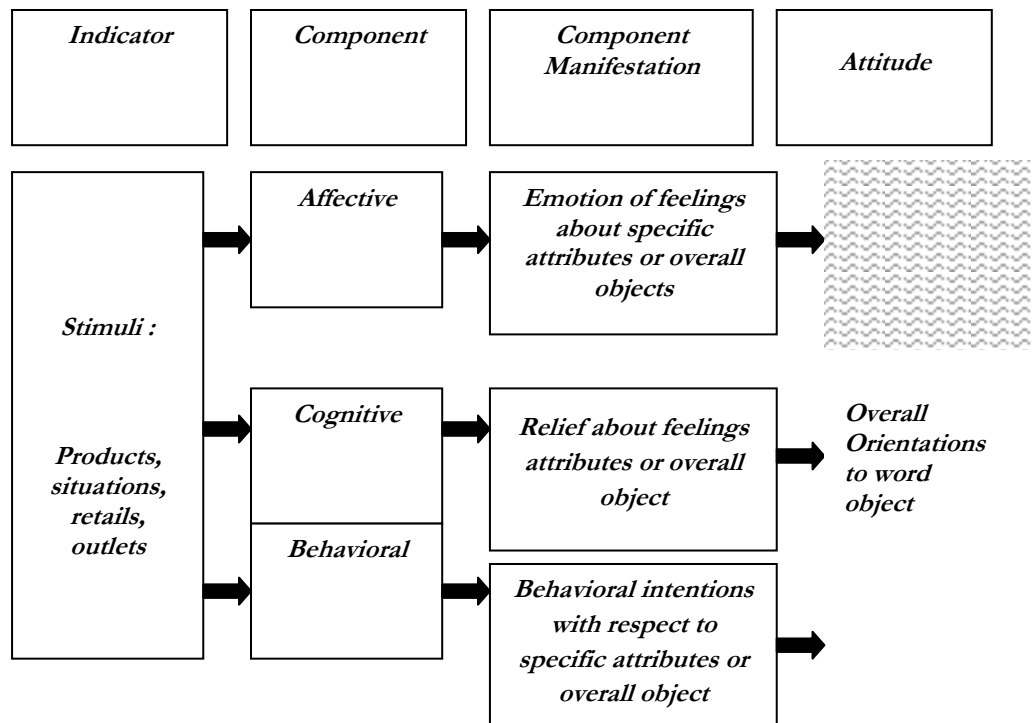 Indicator
Component
Component
Manifestation
Attitude
Stimuli :
Products,
situations,
retails,
outlets
Affective
Emotion of feelings
about specific
attributes or overall
objects
Cognitive
Relief about feelings
attributes or overall
object
Overall
Orientations
to word
object
Behavioral
Behavioral intentions
with respect to
specific attributes or
overall object